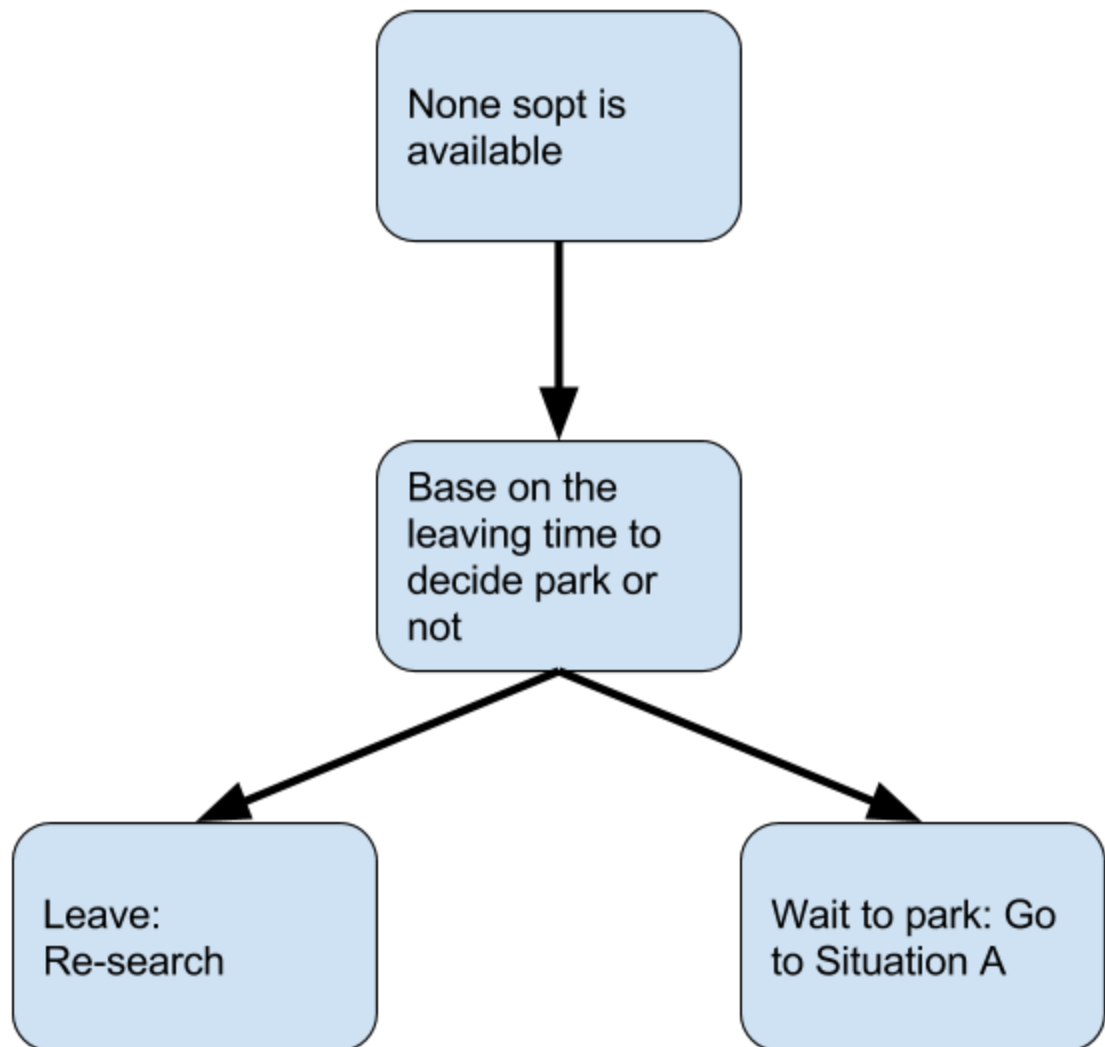 None sopt is
available
Base on the
leaving time to
decide park or
not
Leave:
Re-search
Wait to park: Go
to Situation A